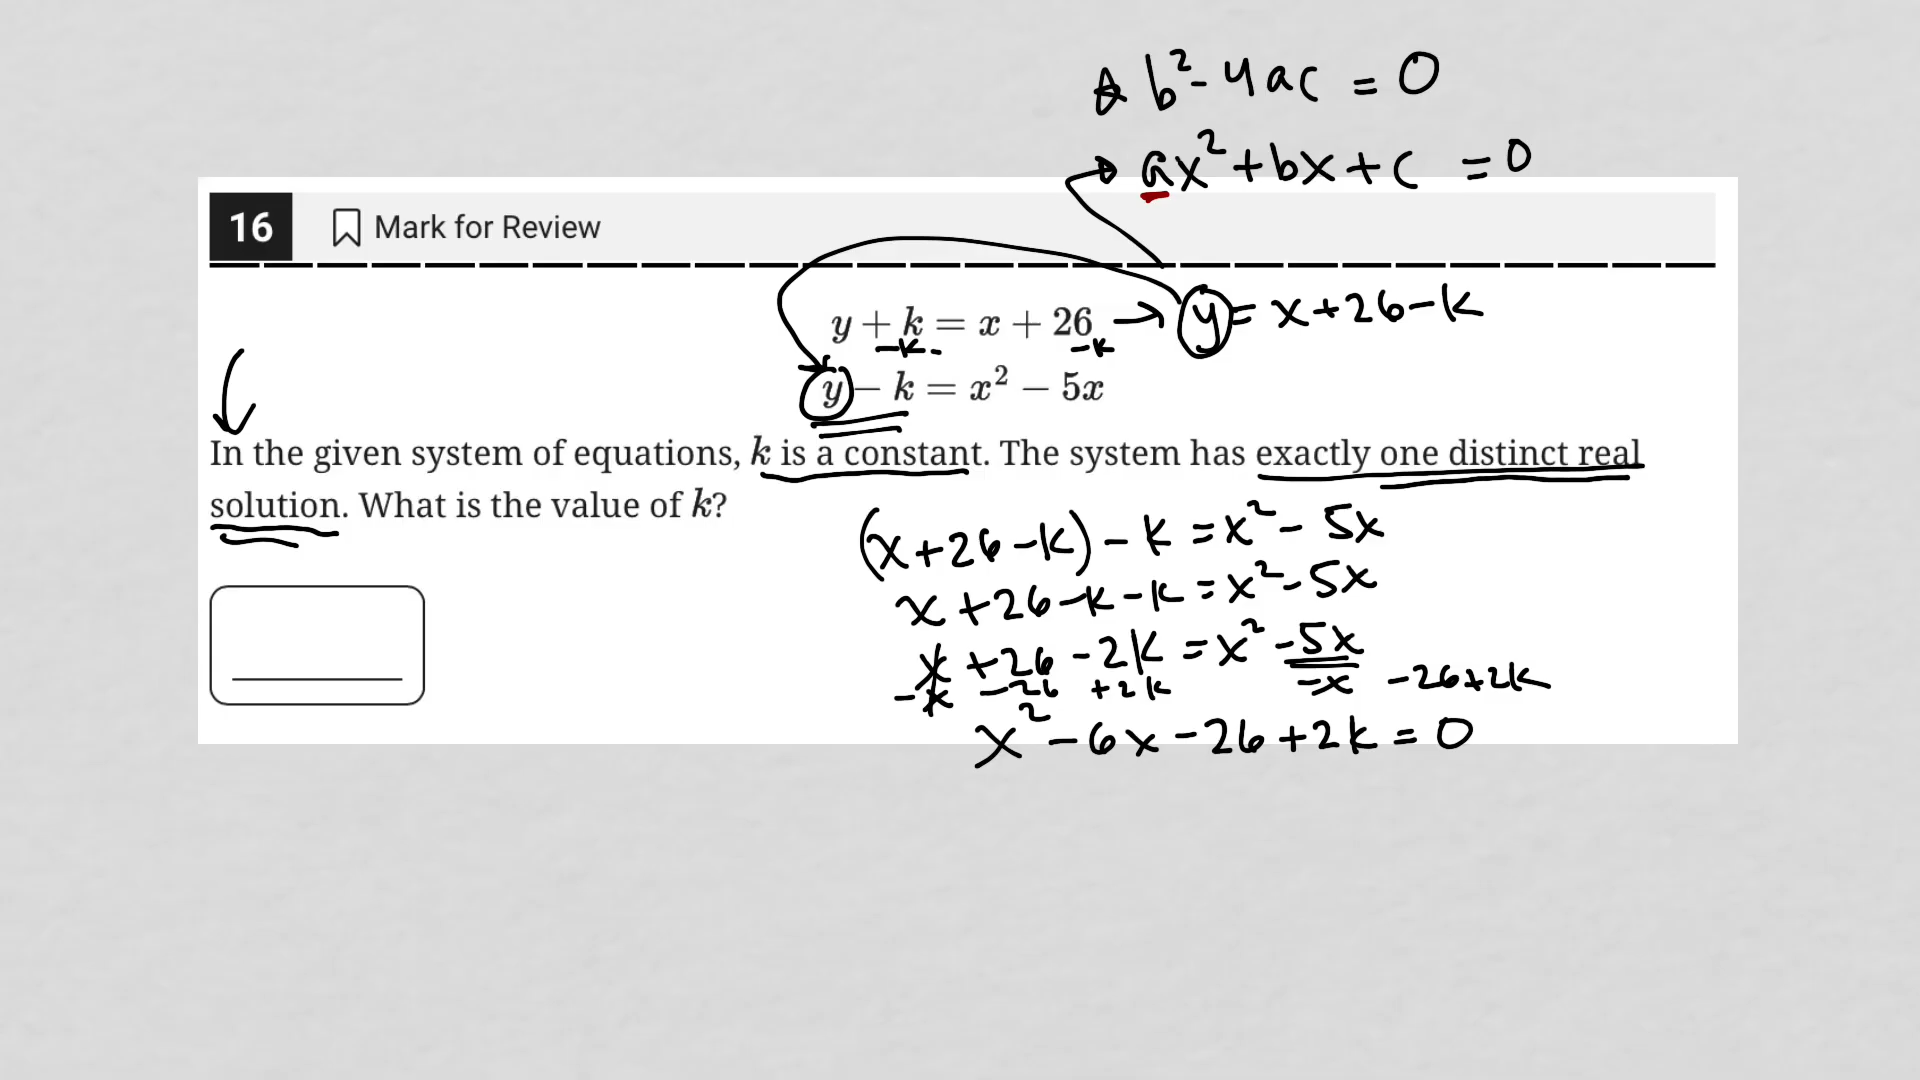 ☆ b² - 4ac = 0
ax² + bx + c = 0
16 Mark for Review
y + k = x + 26 → y = x + 26 - k
-k -k
y - k = x² - 5x
In the given system of equations, k is a constant. The system has exactly one distinct real
solution. What is the value of k?
(x + 26 - k) - k = x² - 5x
x + 26 - k - k = x² - 5x
x + 26 - 2k = x² - 5x
-x -26 +2k -x -26+2k
x² - 6x - 26 + 2k = 0